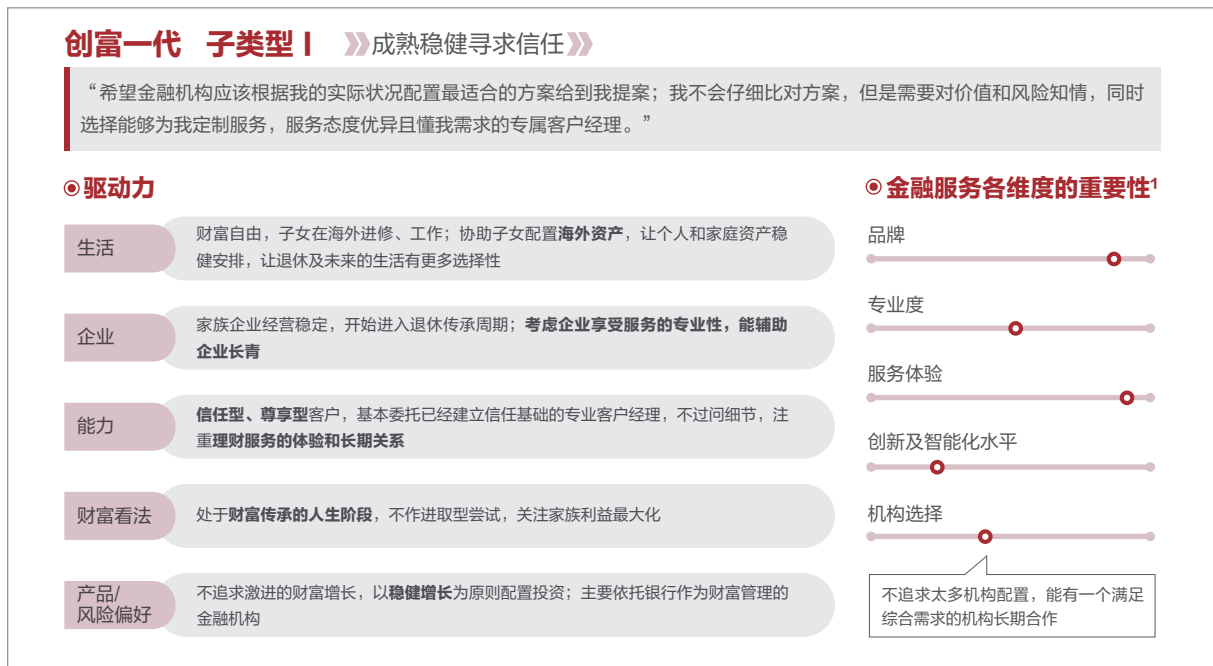 创富一代 子类型 I 成熟稳健寻求信任
“希望金融机构应该根据我的实际状况配置最适合的方案给到我提案；我不会仔细比对方案，但是需要对价值和风险知情，同时
选择能够为我定制服务，服务态度优异且懂我需求的专属客户经理。”
驱动力
生活
财富自由，子女在海外进修、工作；协助子女配置海外资产，让个人和家庭资产稳
健安排，让退休及未来的生活有更多选择性
企业
家族企业经营稳定，开始进入退休传承周期；考虑企业享受服务的专业性，能辅助
企业长青
能力
信任型、尊享型客户，基本委托已经建立信任基础的专业客户经理，不过问细节，注
重理财服务的体验和长期关系
财富看法
处于财富传承的人生阶段，不作进取型尝试，关注家族利益最大化
产品/
风险偏好
不追求激进的财富增长，以稳健增长为原则配置投资；主要依托银行作为财富管理的
金融机构
金融服务各维度的重要性1
品牌
专业度
服务体验
创新及智能化水平
机构选择
不追求太多机构配置，能有一个满足
综合需求的机构长期合作